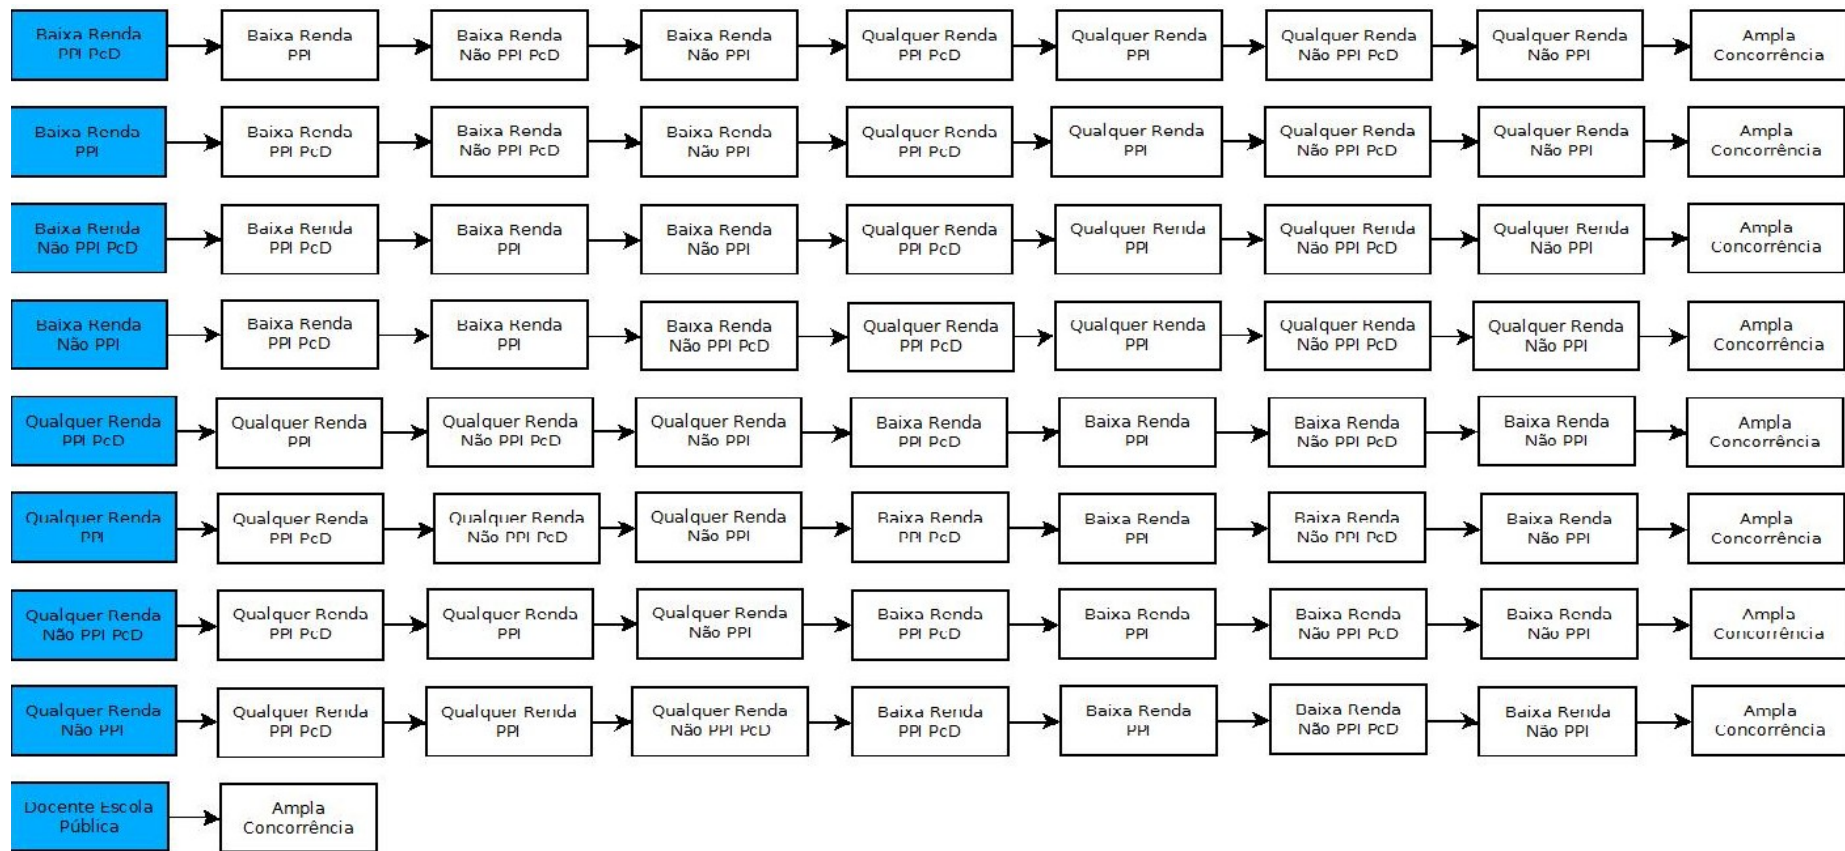 Baixa Renda
PPI PcD
Baixa Renda
PPI
Baixa Renda
Não PPI PcD
Baixa Renda
Não PPI
Qualquer Renda
PPI PcD
Qualquer Renda
PPI
Qualquer Renda
Não PPI PcD
Qualquer Renda
Não PPI
Ampla
Concorrência
Baixa Renda
PPI
Baixa Renda
PPI PcD
Baixa Renda
Não PPI PcD
Baixa Renda
Não PPI
Qualquer Renda
PPI PcD
Qualquer Renda
PPI
Qualquer Renda
Não PPI PcD
Qualquer Renda
Não PPI
Ampla
Concorrência
Baixa Renda
Não PPI PcD
Baixa Renda
PPI PcD
Baixa Renda
PPI
Baixa Renda
Não PPI
Qualquer Renda
PPI PcD
Qualquer Renda
PPI
Qualquer Renda
Não PPI PcD
Qualquer Renda
Não PPI
Ampla
Concorrência
Baixa Renda
Não PPI
Baixa Renda
PPI PcD
Baixa Renda
PPI
Baixa Renda
Não PPI PcD
Qualquer Renda
PPI PcD
Qualquer Renda
PPI
Qualquer Renda
Não PPI PcD
Qualquer Renda
Não PPI
Ampla
Concorrência
Qualquer Renda
PPI PcD
Qualquer Renda
PPI
Qualquer Renda
Não PPI PcD
Qualquer Renda
Não PPI
Baixa Renda
PPI PcD
Baixa Renda
PPI
Baixa Renda
Não PPI PcD
Baixa Renda
Não PPI
Ampla
Concorrência
Qualquer Renda
PPI
Qualquer Renda
PPI PcD
Qualquer Renda
Não PPI PcD
Qualquer Renda
Não PPI
Baixa Renda
PPI PcD
Baixa Renda
PPI
Baixa Renda
Não PPI PcD
Baixa Renda
Não PPI
Ampla
Concorrência
Qualquer Renda
Não PPI PcD
Qualquer Renda
PPI PcD
Qualquer Renda
PPI
Qualquer Renda
Não PPI
Baixa Renda
PPI PcD
Baixa Renda
PPI
Baixa Renda
Não PPI PcD
Baixa Renda
Não PPI
Ampla
Concorrência
Qualquer Renda
Não PPI
Qualquer Renda
PPI PcD
Qualquer Renda
PPI
Qualquer Renda
Não PPI PcD
Baixa Renda
PPI PcD
Baixa Renda
PPI
Baixa Renda
Não PPI PcD
Baixa Renda
Não PPI
Ampla
Concorrência
Docente Escola
Pública
Ampla
Concorrência